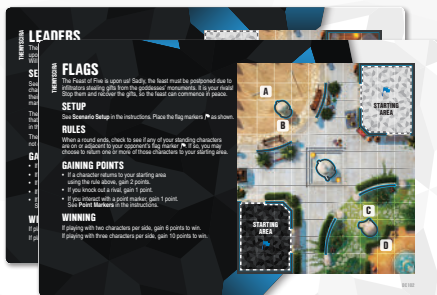 THEMYSCIRA
LEADERS
The
upo
Will
SE
See
THEMYSCIRA
FLAGS
The Feast of Five is upon us! Sadly, the feast must be postponed due to
infiltrators stealing gifts from the goddesses' monuments. It is your rivals!
Stop them and recover the gifts, so the feast can commence in peace.
SETUP
See Scenario Setup in the instructions. Place the flag markers as shown.
RULES
When a round ends, check to see if any of your standing characters
are on or adjacent to your opponent's flag marker. If so, you may
choose to return one or more of those characters to your starting area.
GAINING POINTS
• If a character returns to your starting area
using the rule above, gain 2 points.
• If you knock out a rival, gain 1 point.
• If you interact with a point marker, gain 1 point.
See Point Markers in the instructions.
WINNING
If playing with two characters per side, gain 6 points to win.
If playing with three characters per side, gain 10 points to win.
A
B
STARTING
AREA
C
D
STARTING
AREA